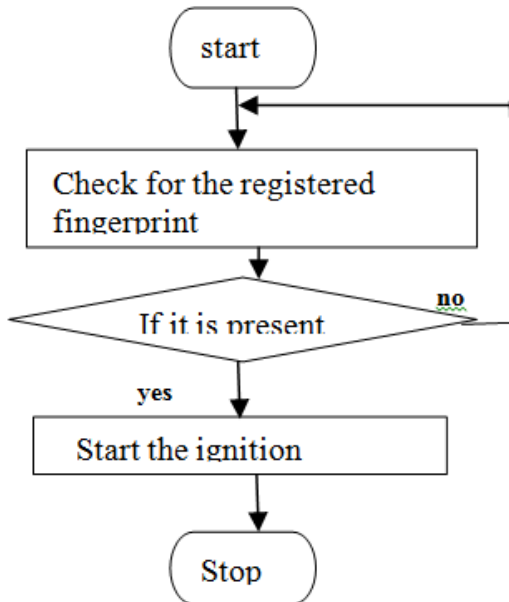 start
Check for the registered
fingerprint
If it is present
no
yes
Start the ignition
Stop